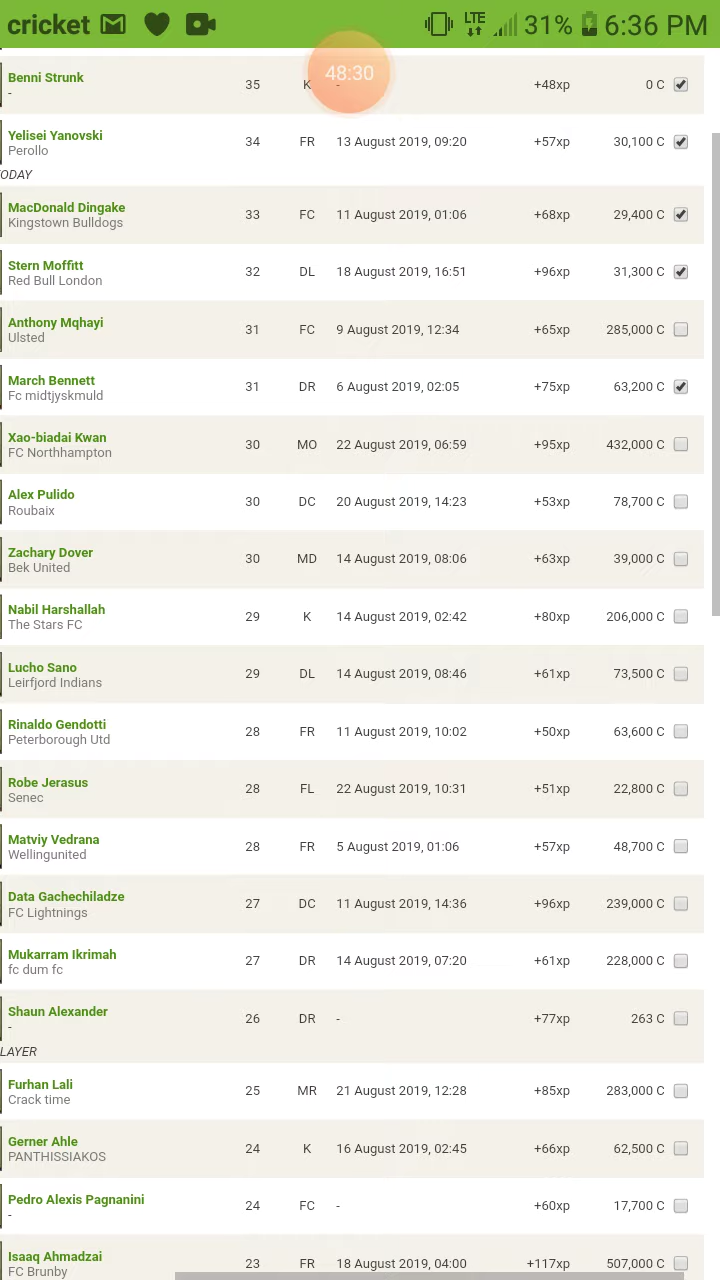 cricket LTE 31% 6:36 PM
48:30
Benni Strunk 35 K - +48xp 0 C
-
Yelisei Yanovski 34 FR 13 August 2019, 09:20 +57xp 30,100 C
Perollo
ODAY
MacDonald Dingake 33 FC 11 August 2019, 01:06 +68xp 29,400 C
Kingstown Bulldogs
Stern Moffitt 32 DL 18 August 2019, 16:51 +96xp 31,300 C
Red Bull London
Anthony Mqhayi 31 FC 9 August 2019, 12:34 +65xp 285,000 C
Ulsted
March Bennett 31 DR 6 August 2019, 02:05 +75xp 63,200 C
Fc midtjyskmuld
Xao-biadai Kwan 30 MO 22 August 2019, 06:59 +95xp 432,000 C
FC Northhampton
Alex Pulido 30 DC 20 August 2019, 14:23 +53xp 78,700 C
Roubaix
Zachary Dover 30 MD 14 August 2019, 08:06 +63xp 39,000 C
Bek United
Nabil Harshallah 29 K 14 August 2019, 02:42 +80xp 206,000 C
The Stars FC
Lucho Sano 29 DL 14 August 2019, 08:46 +61xp 73,500 C
Leirfjord Indians
Rinaldo Gendotti 28 FR 11 August 2019, 10:02 +50xp 63,600 C
Peterborough Utd
Robe Jerasus 28 FL 22 August 2019, 10:31 +51xp 22,800 C
Senec
Matviy Vedrana 28 FR 5 August 2019, 01:06 +57xp 48,700 C
Wellingunited
Data Gachechiladze 27 DC 11 August 2019, 14:36 +96xp 239,000 C
FC Lightnings
Mukarram Ikrimah 27 DR 14 August 2019, 07:20 +61xp 228,000 C
fc dum fc
Shaun Alexander 26 DR - +77xp 263 C
-
LAYER
Furhan Lali 25 MR 21 August 2019, 12:28 +85xp 283,000 C
Crack time
Gerner Ahle 24 K 16 August 2019, 02:45 +66xp 62,500 C
PANTHISSIAKOS
Pedro Alexis Pagnanini 24 FC - +60xp 17,700 C
-
Isaaq Ahmadzai 23 FR 18 August 2019, 04:00 +117xp 507,000 C
FC Brunby